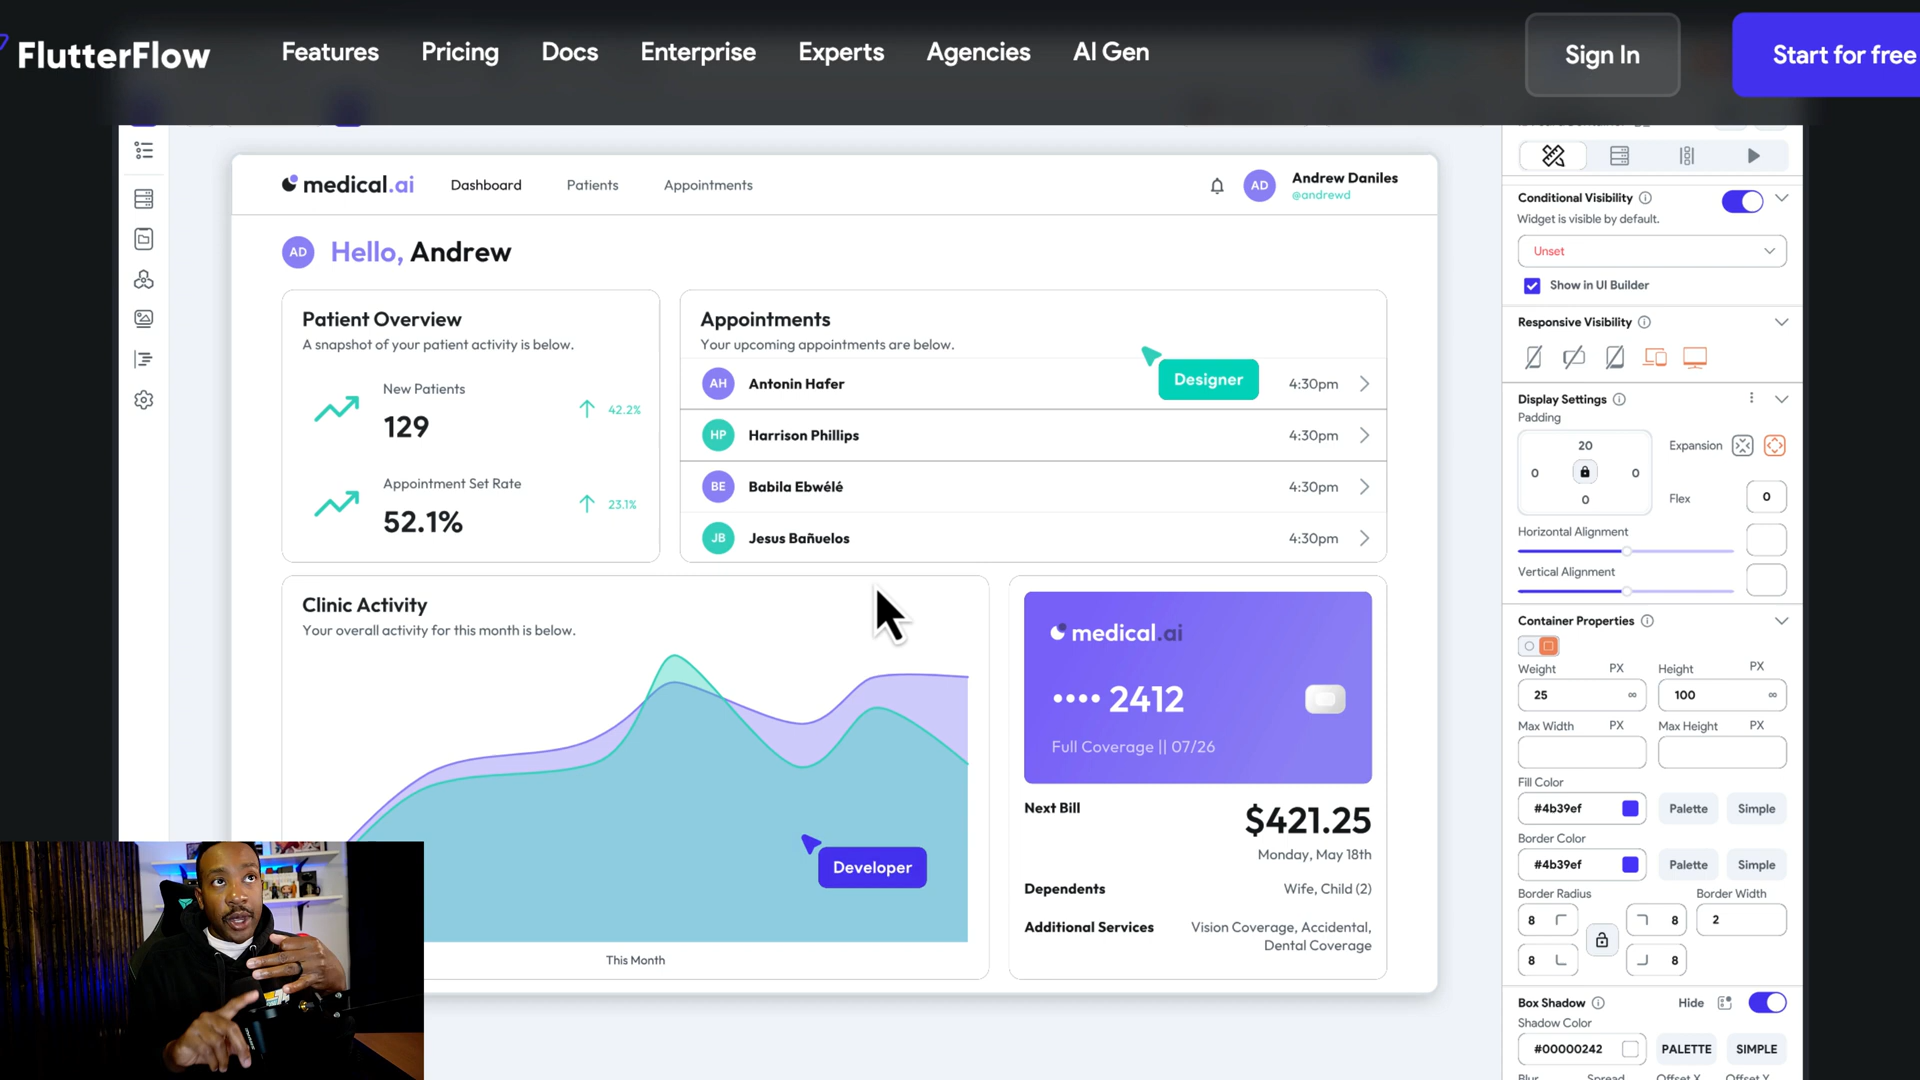 FlutterFlow
Features
Pricing
Docs
Enterprise
Experts
Agencies
AI Gen
Sign In
Start for free
medical.ai
Dashboard
Patients
Appointments
AD
Andrew Daniles
@andrewd
AD
Hello, Andrew
Patient Overview
A snapshot of your patient activity is below.
New Patients
129
42.2%
Appointment Set Rate
52.1%
23.1%
Appointments
Your upcoming appointments are below.
Designer
AH Antonin Hafer 4:30pm
HP Harrison Phillips 4:30pm
BE Babila Ebwélé 4:30pm
JB Jesus Bañuelos 4:30pm
Clinic Activity
Your overall activity for this month is below.
Developer
This Month
medical.ai
•••• 2412
Full Coverage || 07/26
Next Bill
$421.25
Monday, May 18th
Dependents
Wife, Child (2)
Additional Services
Vision Coverage, Accidental,
Dental Coverage
Conditional Visibility
Widget is visible by default.
Unset
Show in UI Builder
Responsive Visibility
Display Settings
Padding
20
0
0
0
Expansion
Flex
0
Horizontal Alignment
Vertical Alignment
Container Properties
Weight PX
Height PX
25 ∞
100 ∞
Max Width PX
Max Height PX
Fill Color
#4b39ef
Palette
Simple
Border Color
#4b39ef
Palette
Simple
Border Radius
Border Width
8
8
2
8
8
Box Shadow
Hide
Shadow Color
#00000242
PALETTE
SIMPLE
Blur
Spread
Offset X
Offset Y